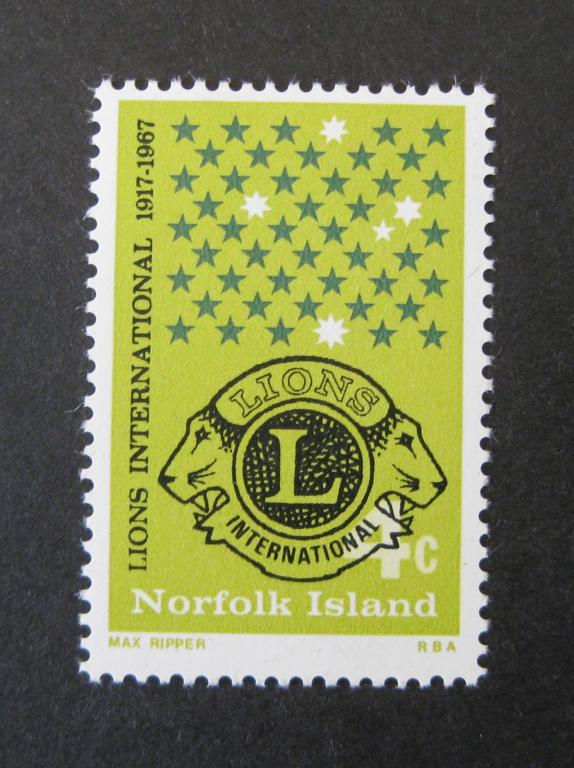 LIONS INTERNATIONAL 1917-1967
LIONS
L
INTERNATIONAL
4c
Norfolk Island
MAX RIPPER
RBA